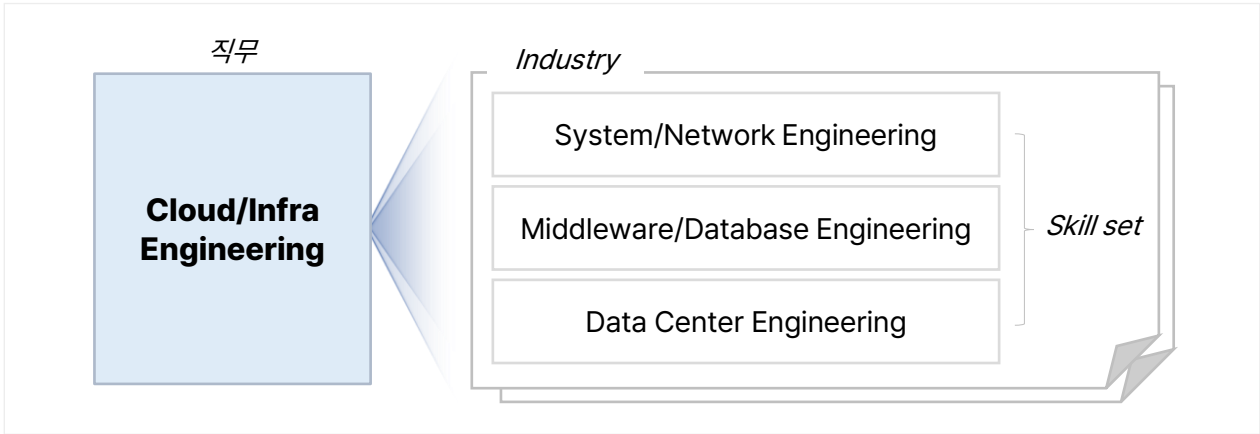 직무
Cloud/Infra
Engineering
Industry
System/Network Engineering
Middleware/Database Engineering
Data Center Engineering
Skill set